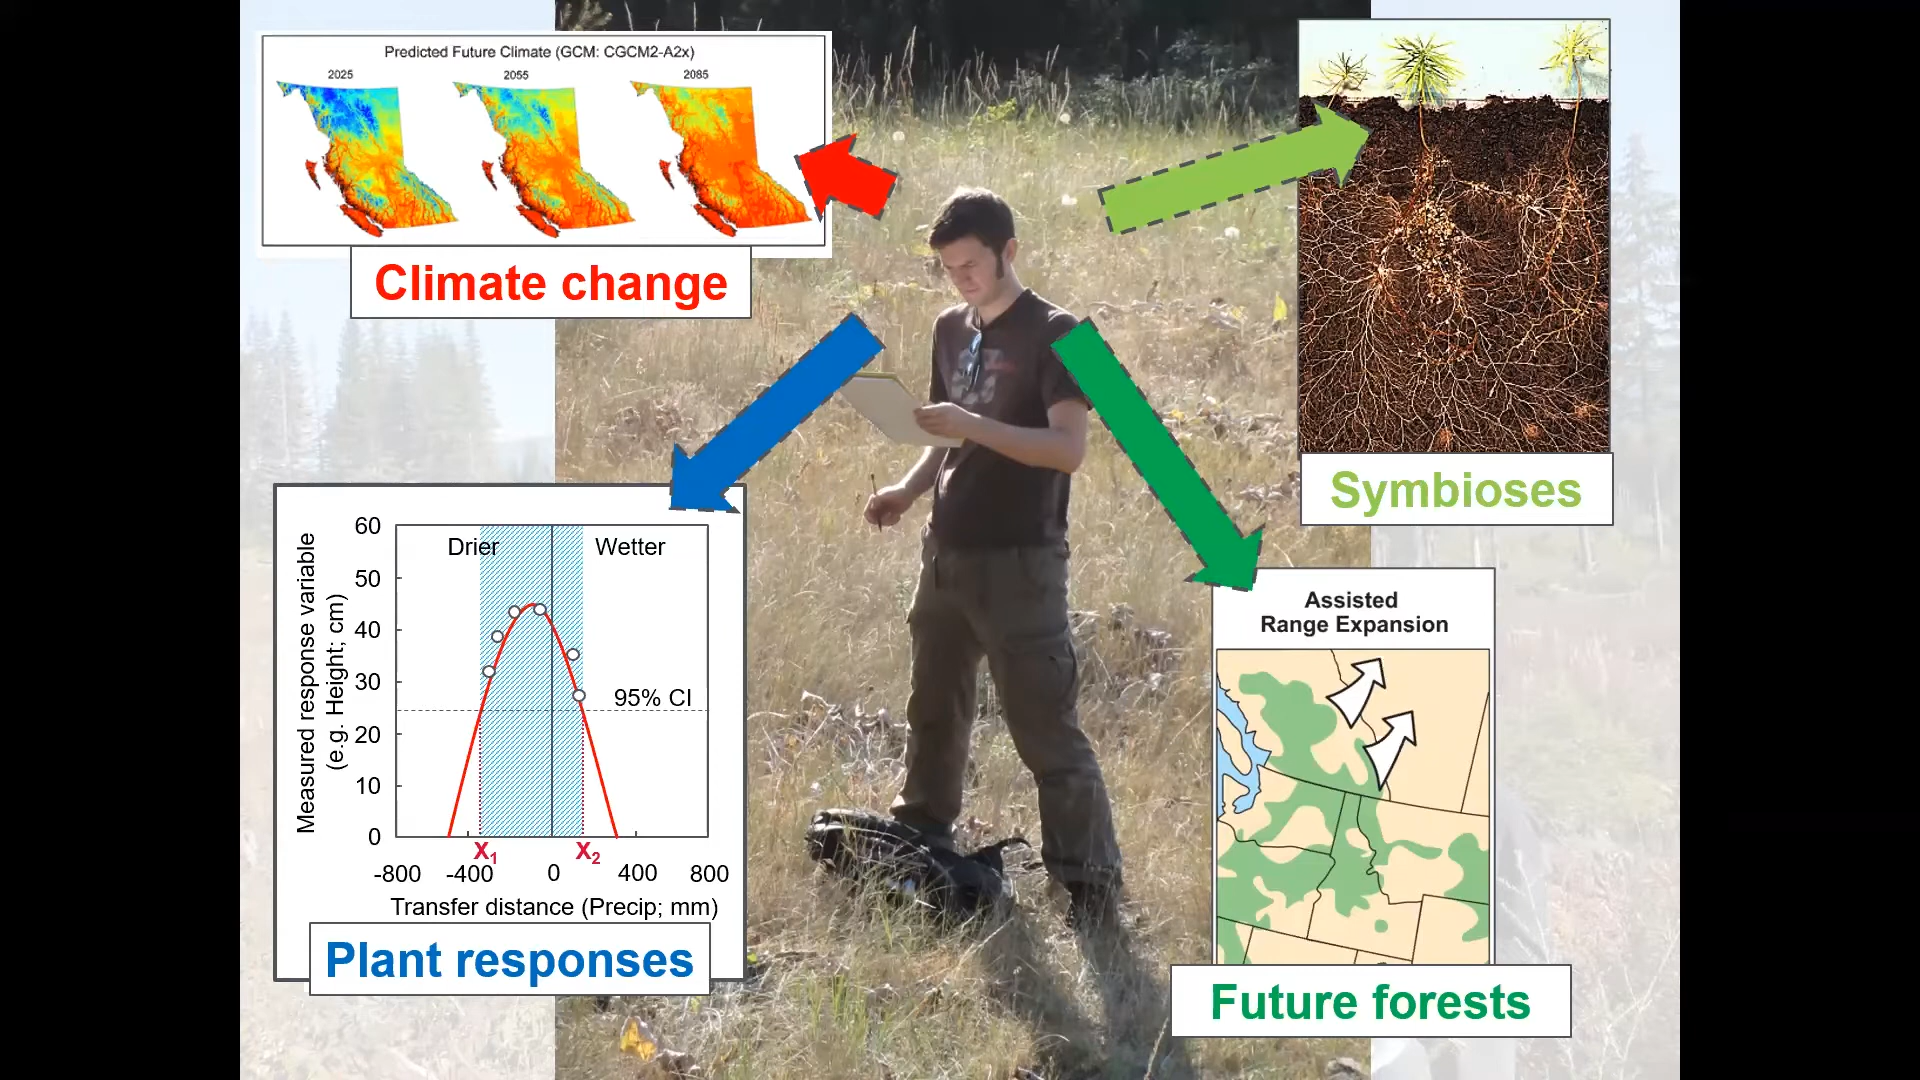 Predicted Future Climate (GCM: CGCM2-A2x)
2025
2055
2085
Climate change
Symbioses
Measured response variable
(e.g. Height; cm)
60
50
40
30
20
10
0
Drier
Wetter
95% CI
X1
X2
-800
-400
0
400
800
Transfer distance (Precip; mm)
Plant responses
Assisted
Range Expansion
Future forests